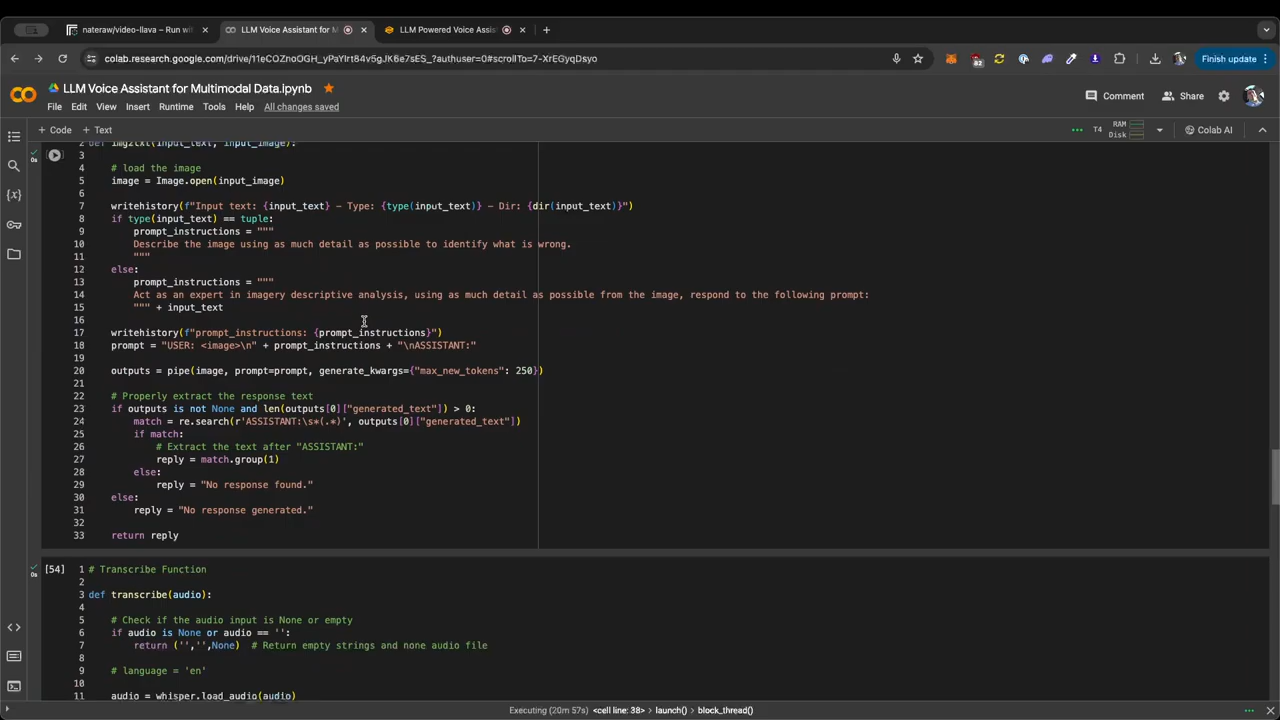 nateraw/video-llava – Run wit
LLM Voice Assistant for M
LLM Powered Voice Assis
colab.research.google.com/drive/11eCOZnoOGH_yPaYIrt84v5gJK6e7sES_?authuser=0#scrollTo=7-XrEGyqDsyo
82
Finish update
LLM Voice Assistant for Multimodal Data.ipynb
File Edit View Insert Runtime Tools Help All changes saved
Comment Share
+ Code + Text
T4 RAM Disk Colab AI
0s
2 def img2txt(input_text, input_image):
3
4 # load the image
5 image = Image.open(input_image)
6
7 writehistory(f"Input text: {input_text} - Type: {type(input_text)} - Dir: {dir(input_text)}")
8 if type(input_text) == tuple:
9 prompt_instructions = """
10 Describe the image using as much detail as possible to identify what is wrong.
11 """
12 else:
13 prompt_instructions = """
14 Act as an expert in imagery descriptive analysis, using as much detail as possible from the image, respond to the following prompt:
15 """ + input_text
16
17 writehistory(f"prompt_instructions: {prompt_instructions}")
18 prompt = "USER: <image>\n" + prompt_instructions + "\nASSISTANT:"
19
20 outputs = pipe(image, prompt=prompt, generate_kwargs={"max_new_tokens": 250})
21
22 # Properly extract the response text
23 if outputs is not None and len(outputs[0]["generated_text"]) > 0:
24 match = re.search(r'ASSISTANT:\s*(.*)', outputs[0]["generated_text"])
25 if match:
26 # Extract the text after "ASSISTANT:"
27 reply = match.group(1)
28 else:
29 reply = "No response found."
30 else:
31 reply = "No response generated."
32
33 return reply
[54]
0s
1 # Transcribe Function
2
3 def transcribe(audio):
4
5 # Check if the audio input is None or empty
6 if audio is None or audio == '':
7 return ('','',None) # Return empty strings and none audio file
8
9 # language = 'en'
10
11 audio = whisper.load_audio(audio)
Executing (20m 57s) <cell line: 38> launch() block_thread()